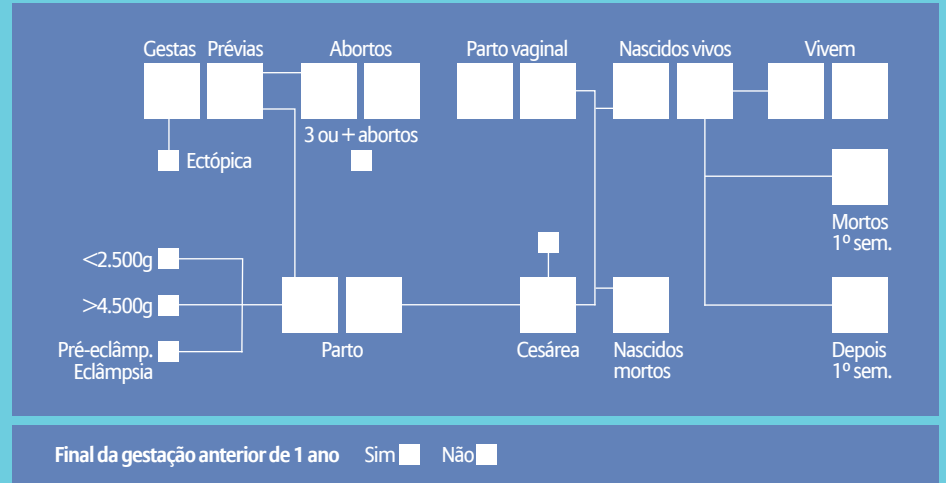 Gestas Prévias Abortos Parto vaginal Nascidos vivos Vivem
3 ou + abortos
Ectópica
Mortos
1º sem.
<2.500g
>4.500g
Pré-eclâmp.
Eclâmpsia
Parto
Cesárea
Nascidos
mortos
Depois
1º sem.
Final da gestação anterior de 1 ano Sim Não